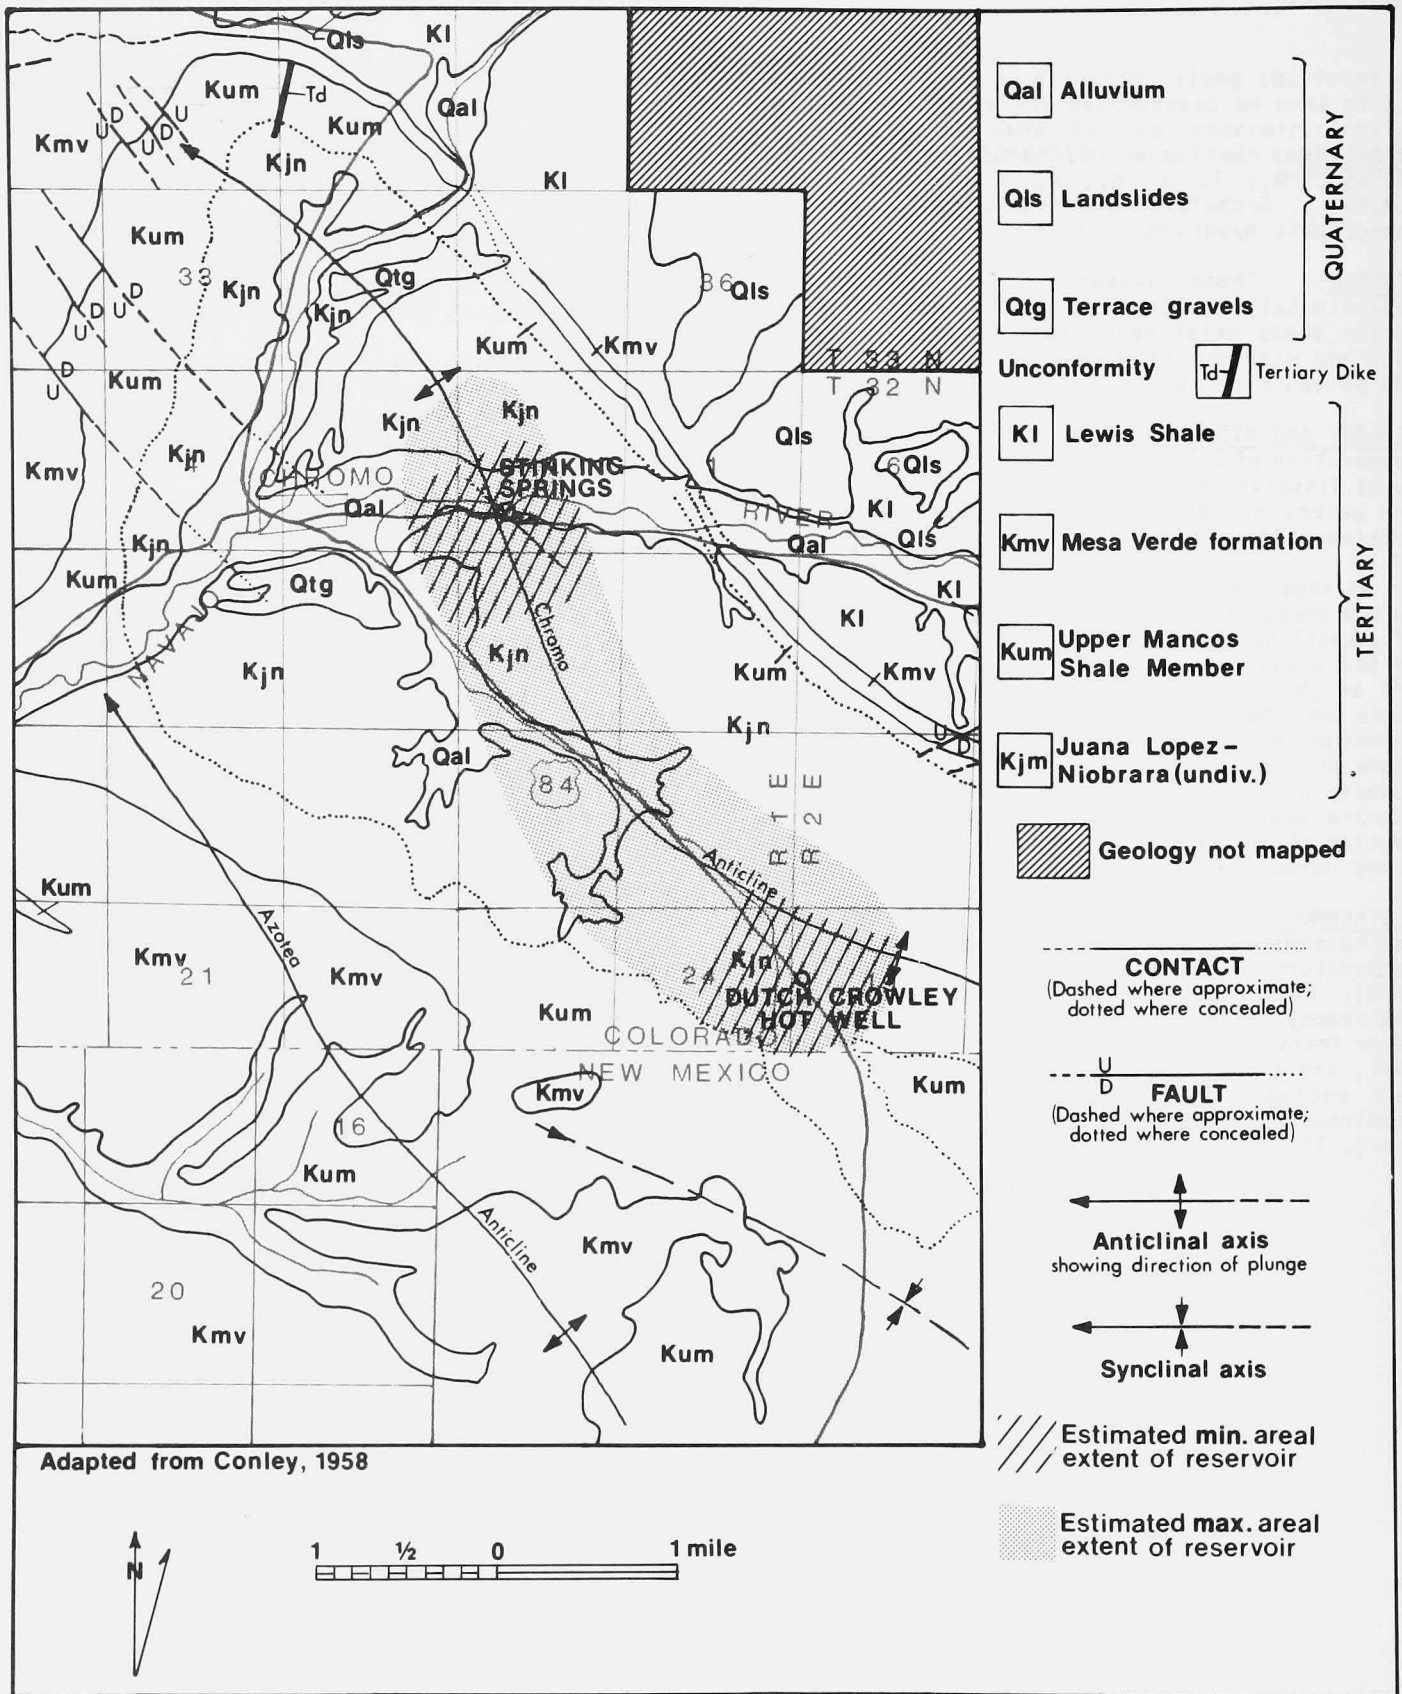 Qls
Kl
Kum
Td
Kum
Qal
Kmv
U
D
U
D
U
Kjn
Kl
Kum
33
Kjn
Qtg
Kjn
36
Qls
D
U
D
U
Kum
Kmv
T 33 N
T 32 N
D
U
Kum
Kjn
Kjn
Qls
Kmv
Kjn
4
CHROMO
STINKING
SPRINGS
1
6
Qls
Qal
RIVER
Kl
Qal
Qls
Kjn
Kum
Qtg
Kl
NAVAJO
Chromo
Kl
Kjn
Kjn
Kum
Kmv
Kjn
U
D
Qal
84
R 1 E
R 2 E
Anticline
Kum
Azotea
Kmv
21
Kmv
24
Kjn
DUTCH CROWLEY
HOT WELL
Kum
COLORADO
NEW MEXICO
Kmv
Kum
16
Kum
Anticline
Kmv
20
Kmv
Kum
Adapted from Conley, 1958
N
1 ½ 0 1 mile
Qal Alluvium
Qls Landslides
Qtg Terrace gravels
QUATERNARY
Unconformity
Td Tertiary Dike
Kl Lewis Shale
Kmv Mesa Verde formation
Kum Upper Mancos
Shale Member
Kjm Juana Lopez-
Niobrara (undiv.)
TERTIARY
Geology not mapped
CONTACT
(Dashed where approximate;
dotted where concealed)
U
D
FAULT
(Dashed where approximate;
dotted where concealed)
Anticlinal axis
showing direction of plunge
Synclinal axis
Estimated min. areal
extent of reservoir
Estimated max. areal
extent of reservoir